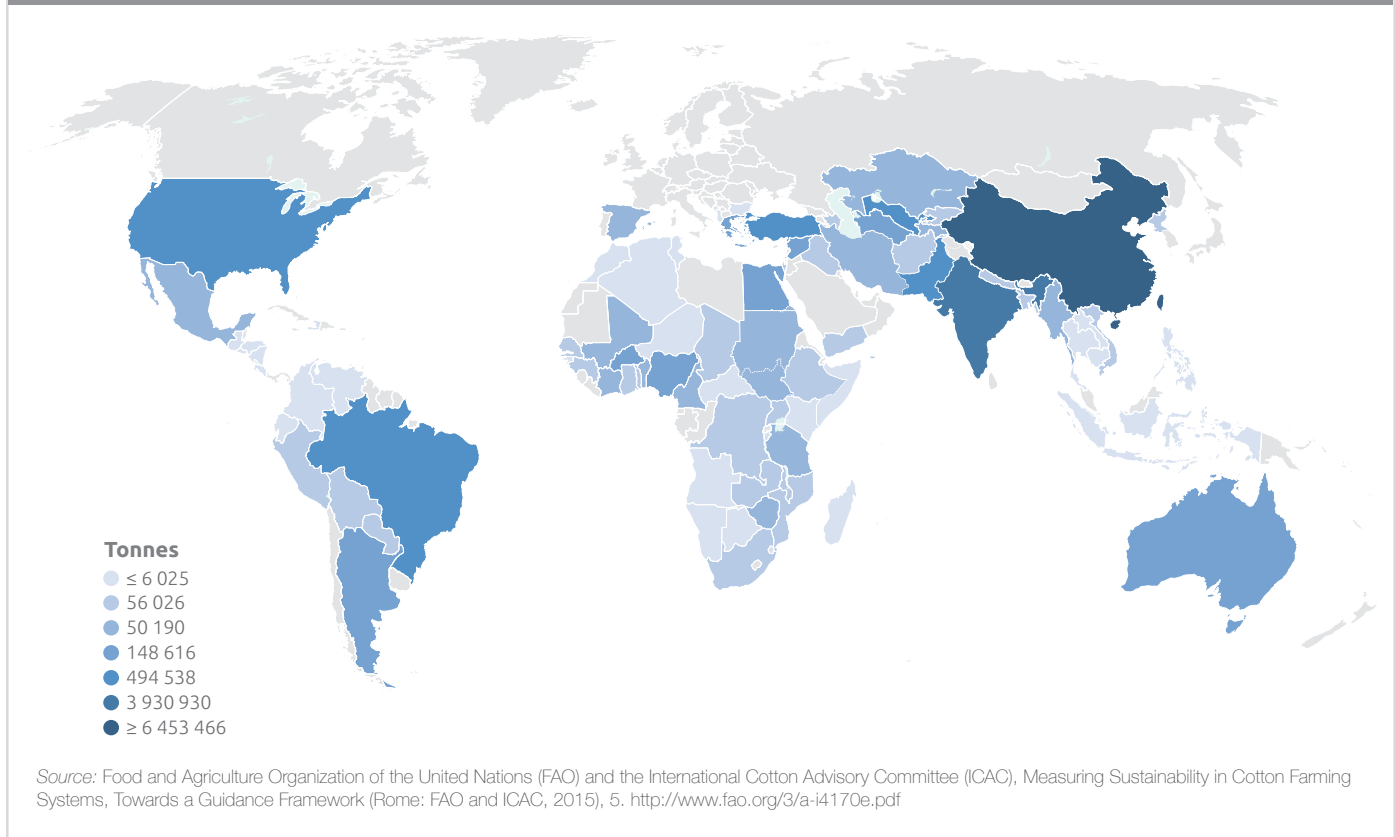 Tonnes
≤ 6 025
56 026
50 190
148 616
494 538
3 930 930
≥ 6 453 466
Source: Food and Agriculture Organization of the United Nations (FAO) and the International Cotton Advisory Committee (ICAC), Measuring Sustainability in Cotton Farming
Systems, Towards a Guidance Framework (Rome: FAO and ICAC, 2015), 5. http://www.fao.org/3/a-i4170e.pdf